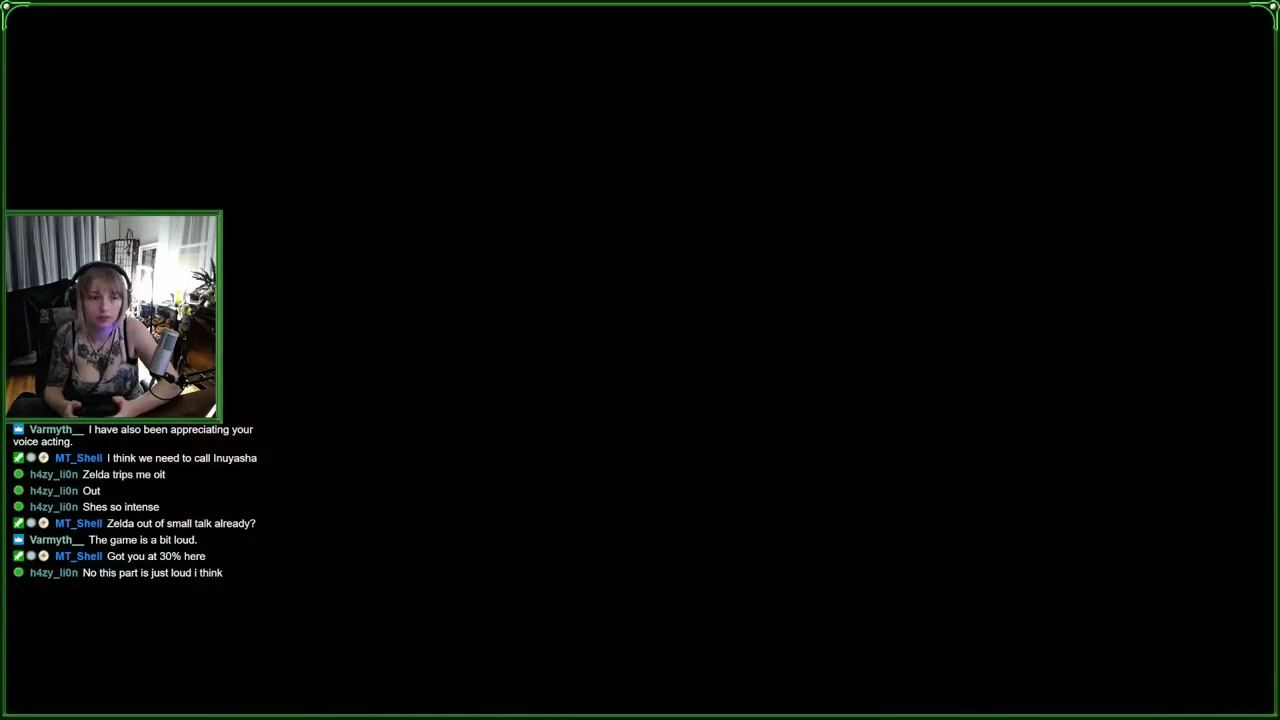 Varmyth__ I have also been appreciating your
voice acting.
MT_Shell I think we need to call Inuyasha
h4zy_li0n Zelda trips me oit
h4zy_li0n Out
h4zy_li0n Shes so intense
MT_Shell Zelda out of small talk already?
Varmyth__ The game is a bit loud.
MT_Shell Got you at 30% here
h4zy_li0n No this part is just loud i think